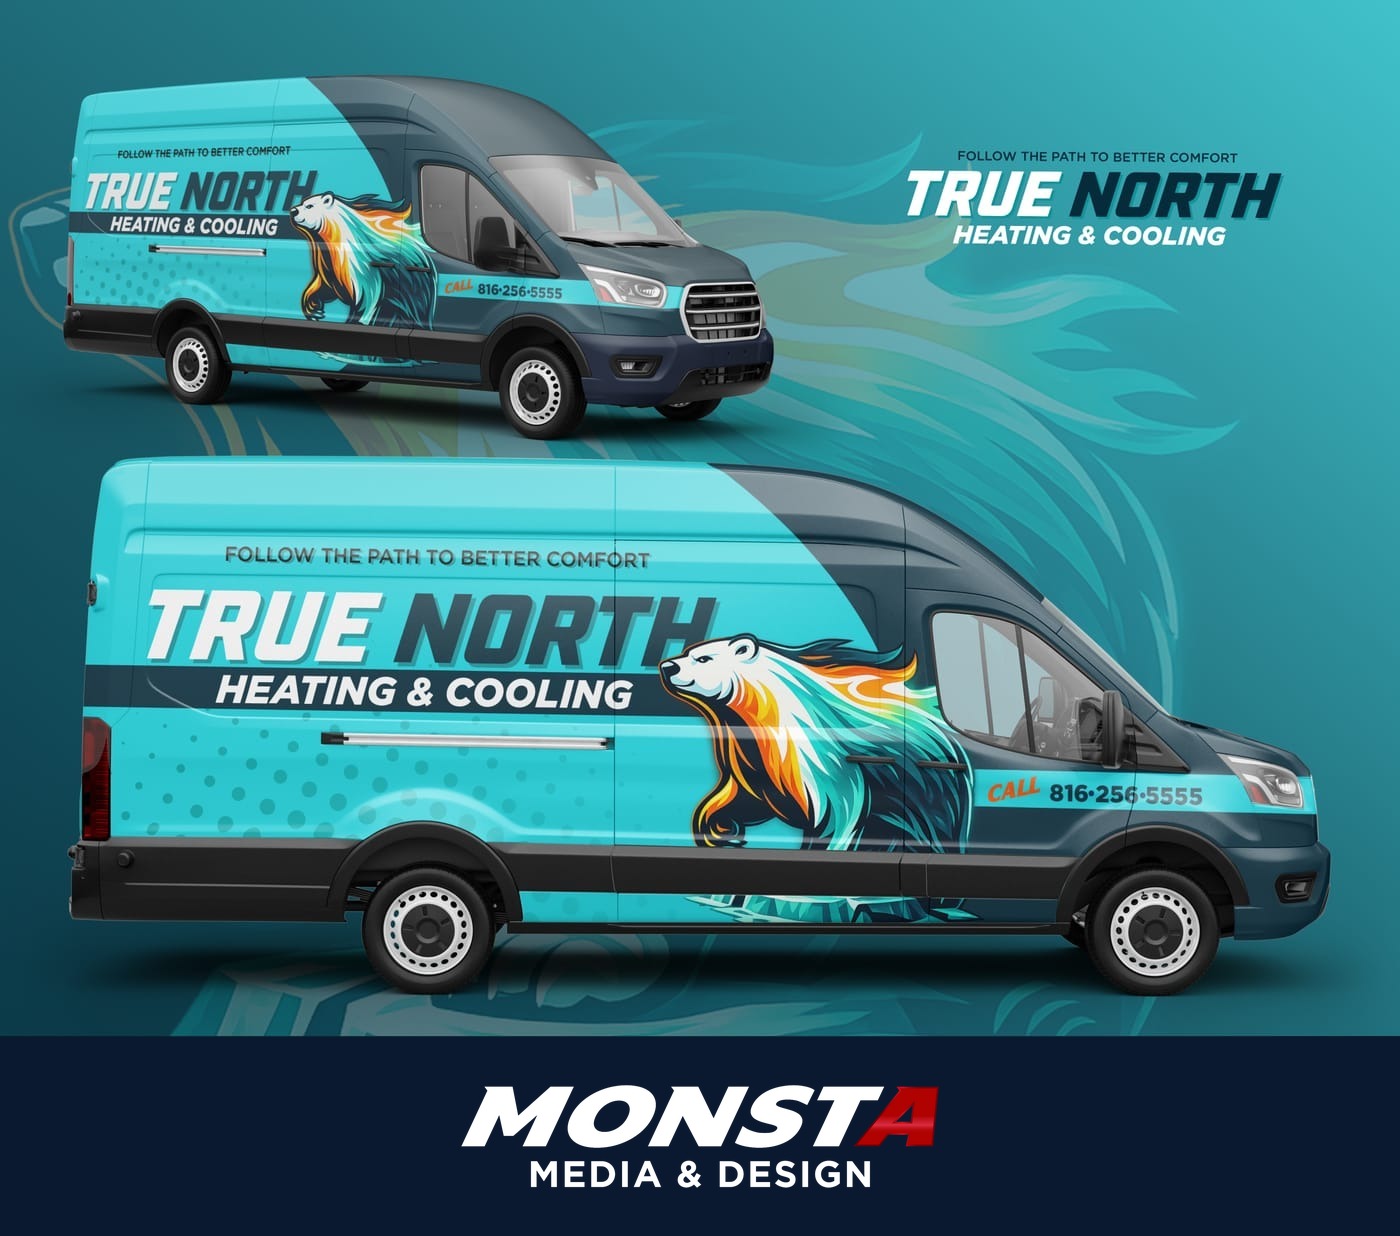 FOLLOW THE PATH TO BETTER COMFORT
TRUE NORTH
HEATING & COOLING
CALL 816•256•5555
FOLLOW THE PATH TO BETTER COMFORT
TRUE NORTH
HEATING & COOLING
FOLLOW THE PATH TO BETTER COMFORT
TRUE NORTH
HEATING & COOLING
CALL 816•256•5555
MONSTA
MEDIA & DESIGN